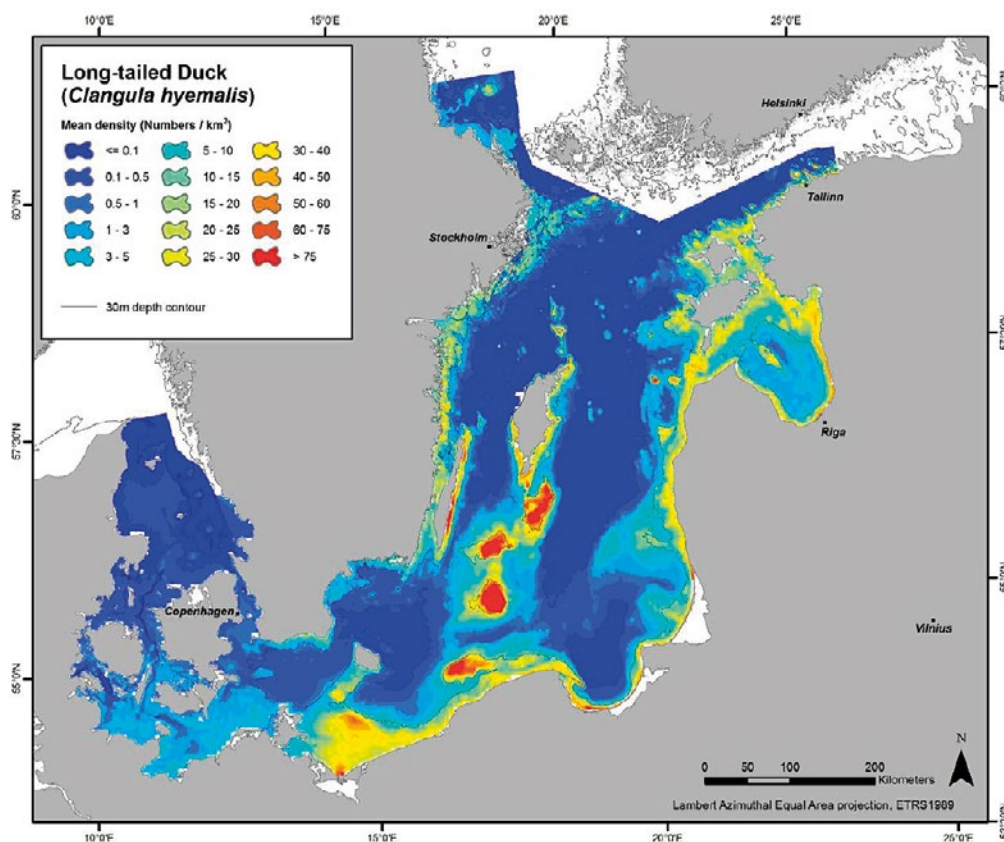 10°0'E 15°0'E 20°0'E 25°0'E
Long-tailed Duck
(Clangula hyemalis)
Mean density (Numbers / km²)
<= 0.1 5 - 10 30 - 40
0.1 - 0.5 10 - 15 40 - 50
0.5 - 1 15 - 20 50 - 60
1 - 3 20 - 25 60 - 75
3 - 5 25 - 30 > 75
30m depth contour
Helsinki
Tallinn
60°0'N
Stockholm
57°30'N
Riga
Copenhagen
Vilnius
55°0'N
N
0 50 100 200
Kilometers
Lambert Azimuthal Equal Area projection, ETRS1989
10°0'E 15°0'E 20°0'E 25°0'E